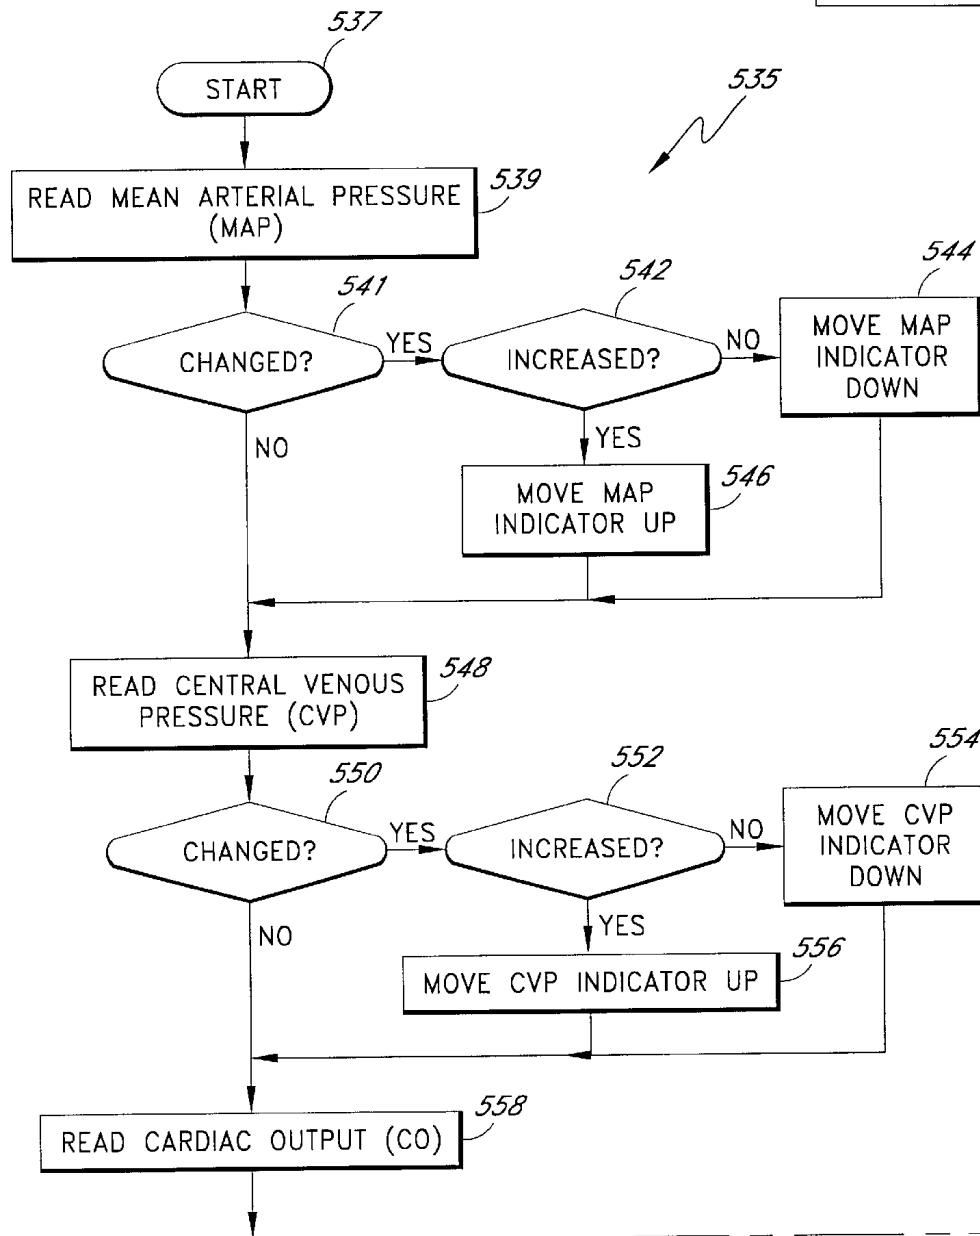 537
START
535
READ MEAN ARTERIAL PRESSURE
(MAP)
539
541
CHANGED?
YES
542
INCREASED?
NO
544
MOVE MAP
INDICATOR
DOWN
NO
YES
MOVE MAP
INDICATOR UP
546
READ CENTRAL VENOUS
PRESSURE (CVP)
548
550
CHANGED?
YES
552
INCREASED?
NO
554
MOVE CVP
INDICATOR
DOWN
NO
YES
MOVE CVP INDICATOR UP
556
READ CARDIAC OUTPUT (CO)
558